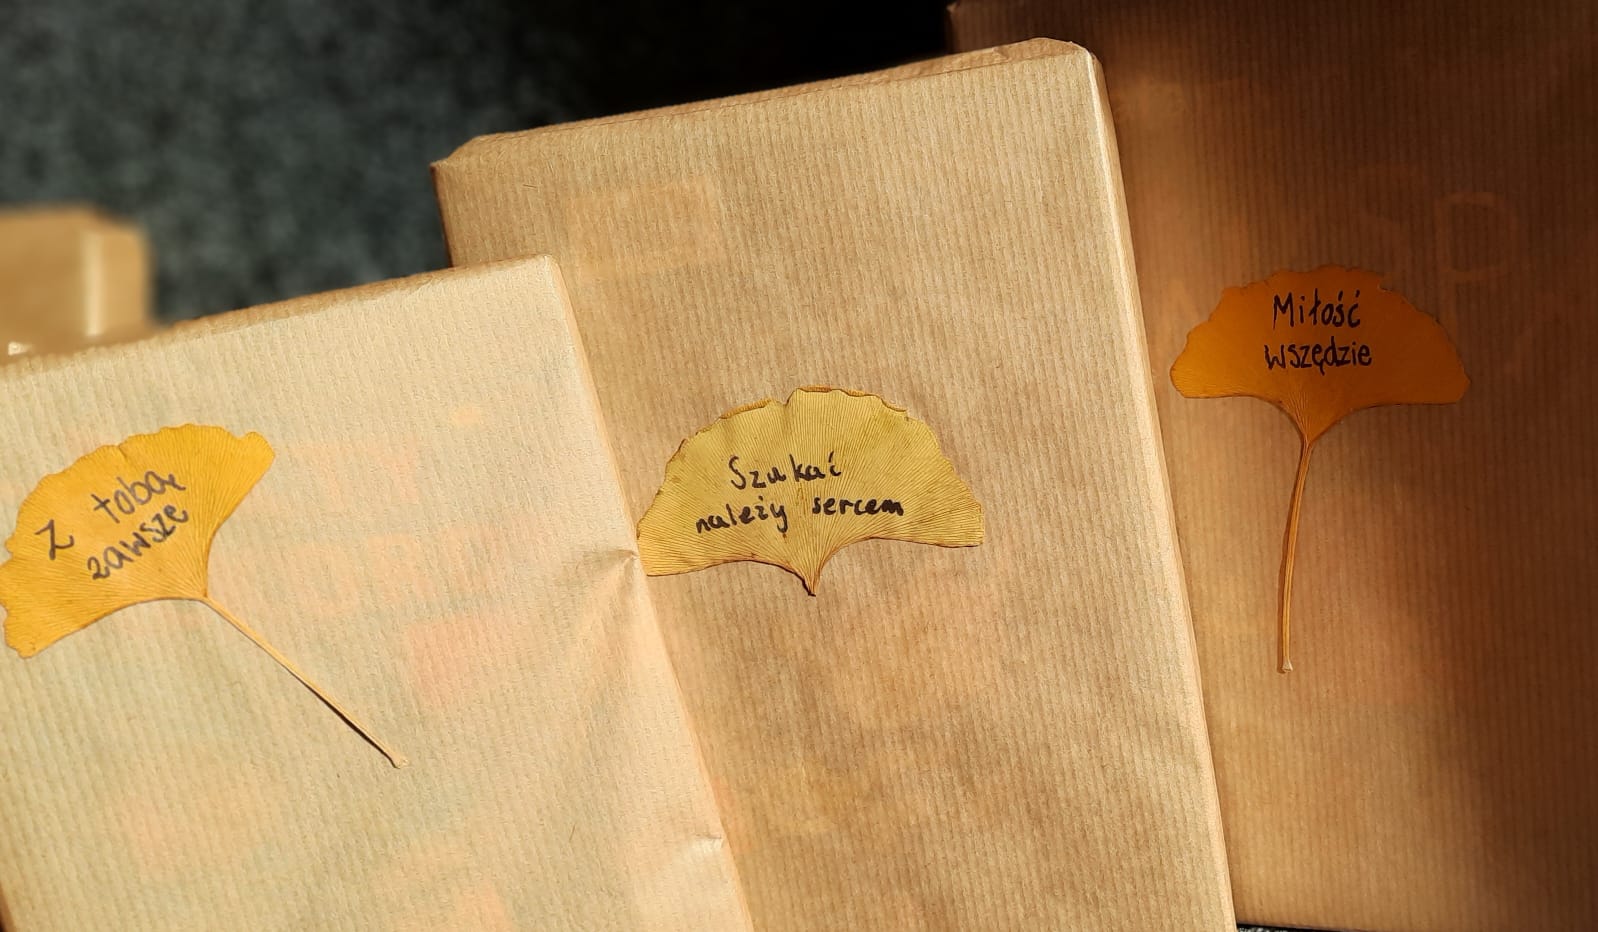 Z tobą
zawsze
Szukać
należy sercem
Miłość
wszędzie